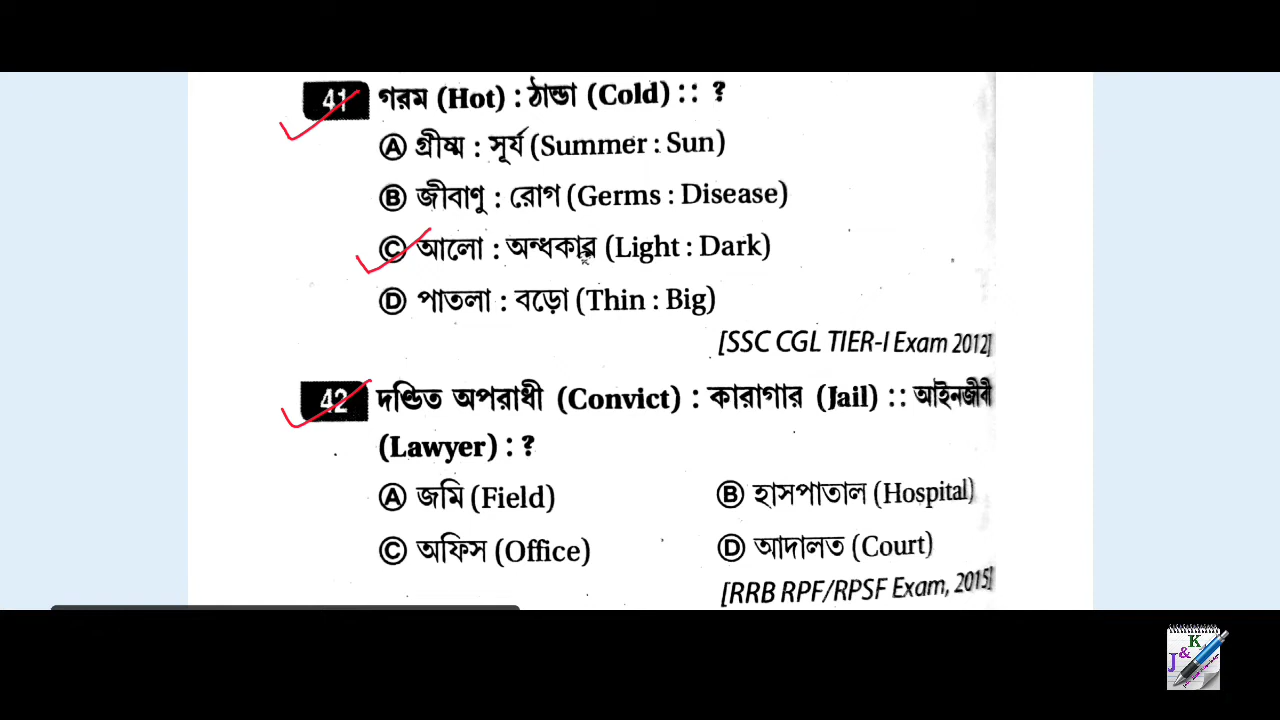 41 গরম (Hot) : ঠান্ডা (Cold) : : ?
Ⓐ গ্রীষ্ম : সূর্য (Summer : Sun)
Ⓑ জীবাণু : রোগ (Germs : Disease)
Ⓒ আলো : অন্ধকার (Light : Dark)
Ⓓ পাতলা : বড়ো (Thin : Big)
[SSC CGL TIER-I Exam 2012]
42 দণ্ডিত অপরাধী (Convict) : কারাগার (Jail) : : আইনজীবী
(Lawyer) : ?
Ⓐ জমি (Field) Ⓑ হাসপাতাল (Hospital)
Ⓒ অফিস (Office) Ⓓ আদালত (Court)
[RRB RPF/RPSF Exam, 2015]
J&K